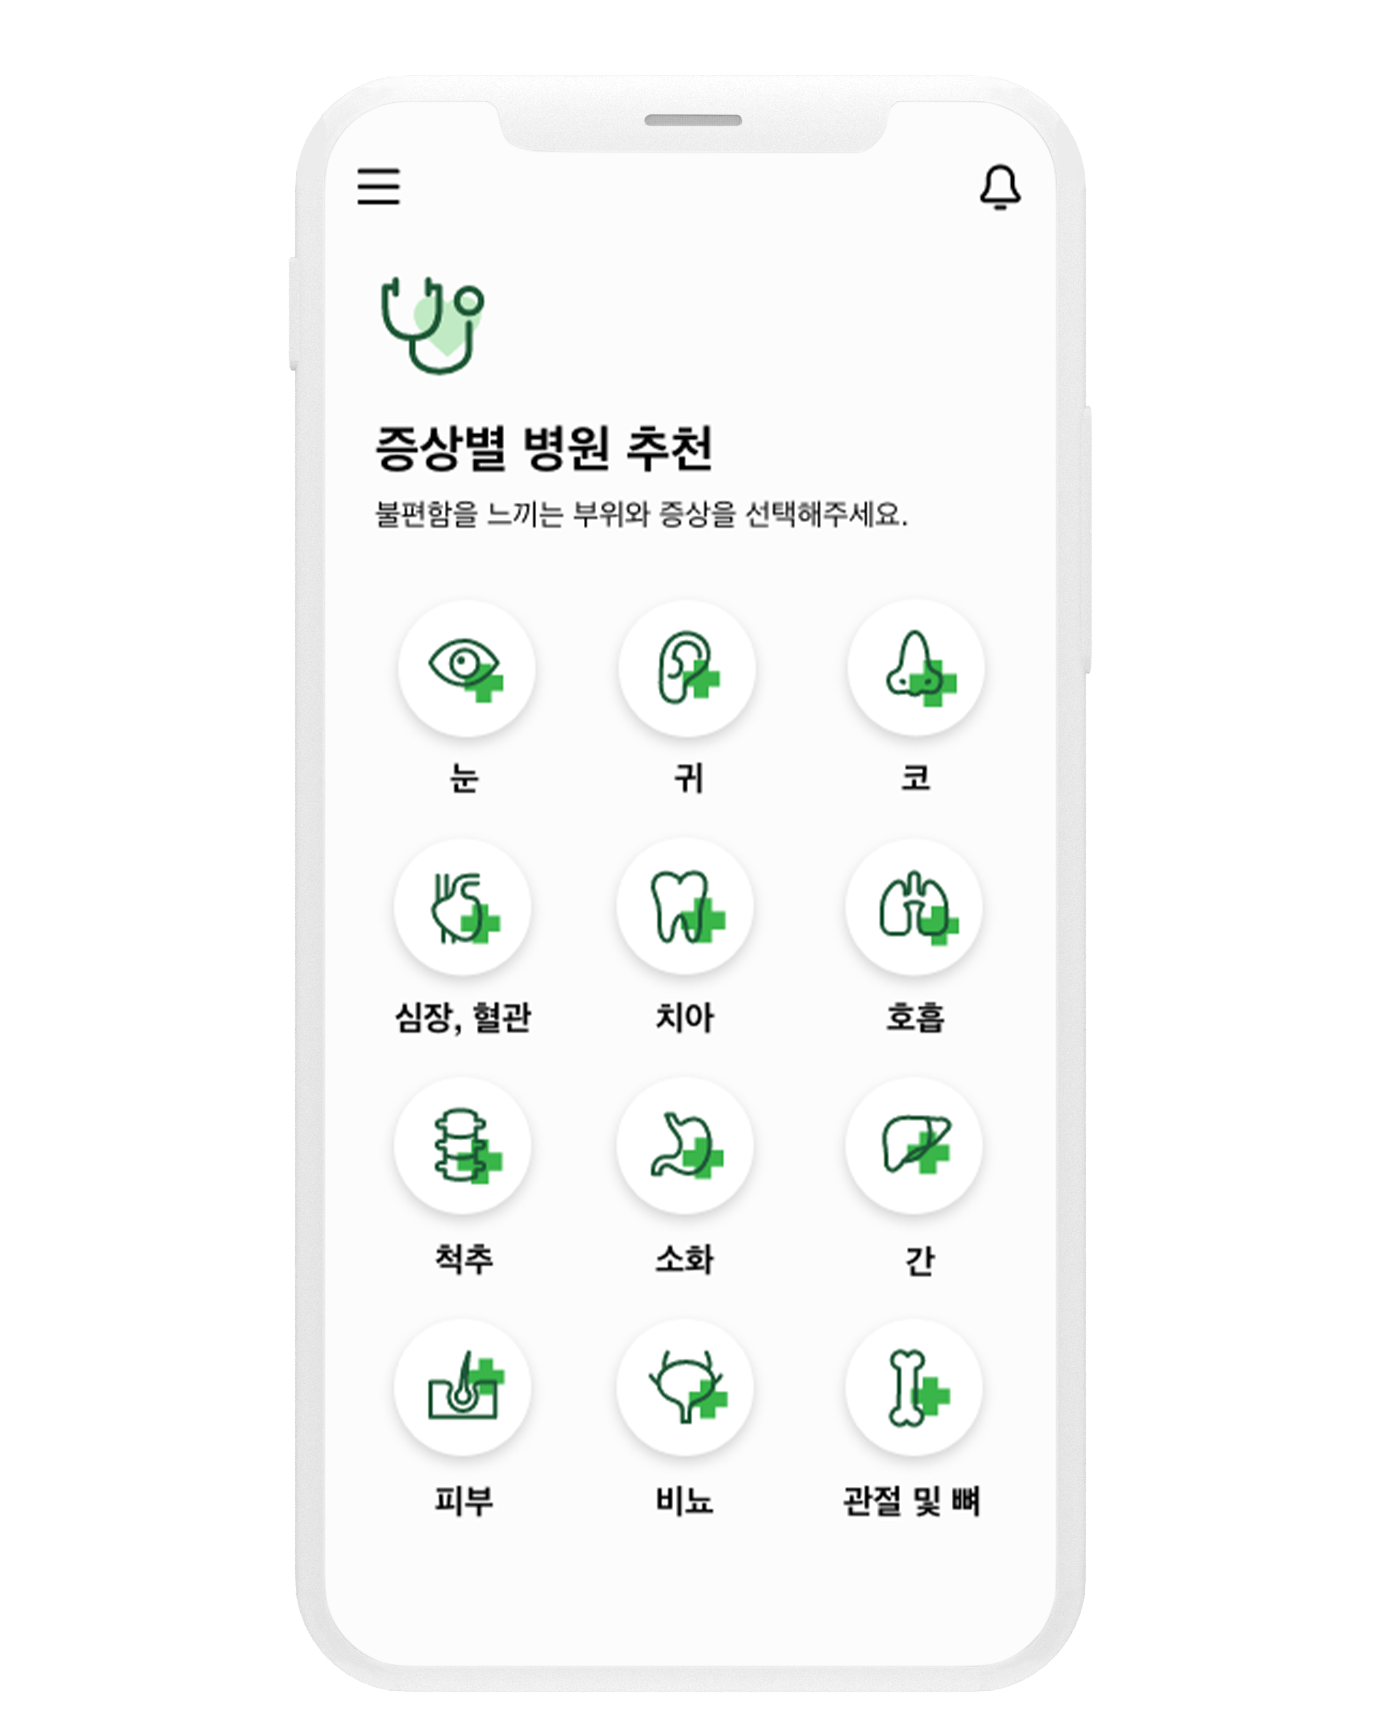 증상별 병원 추천
불편함을 느끼는 부위와 증상을 선택해주세요.
눈 귀 코
심장, 혈관 치아 호흡
척추 소화 간
피부 비뇨 관절 및 뼈